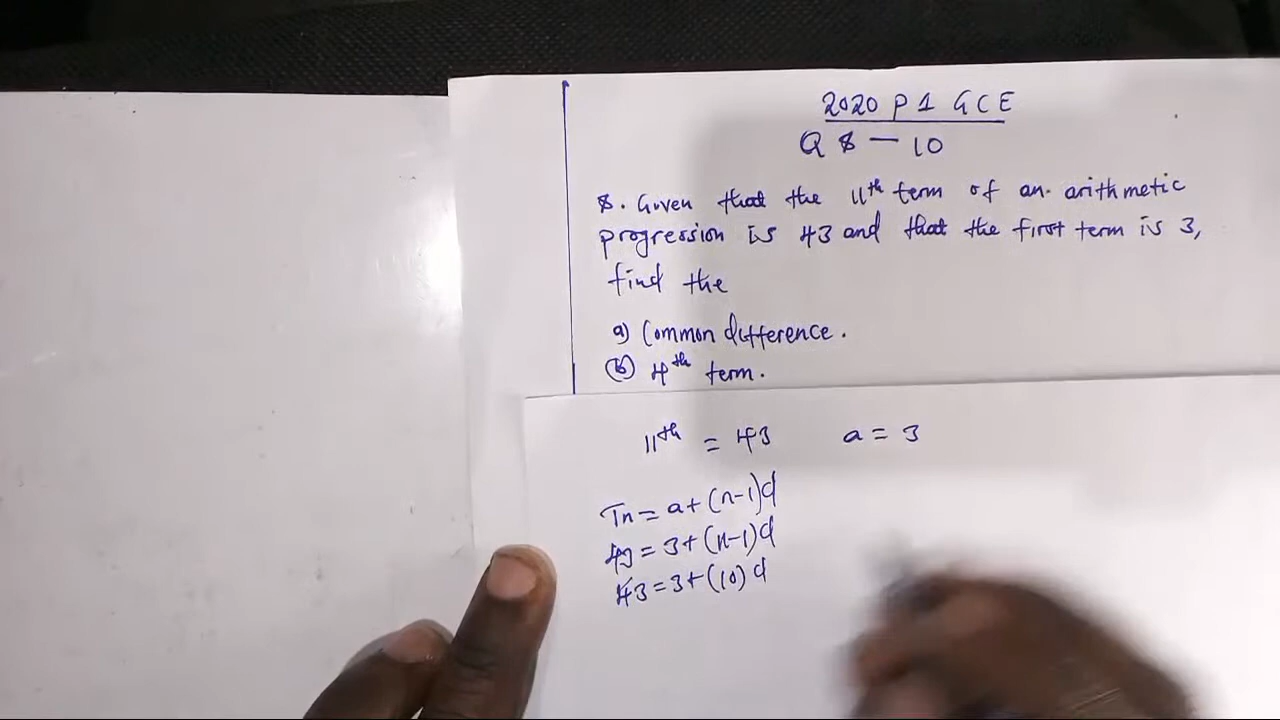 2020 P1 GCE
Q 8 - 10
8. Given that the 11th term of an arithmetic
progression is 43 and that the first term is 3,
find the
a) Common difference.
(b) 4th term.
11th = 43 a = 3
Tn = a + (n-1)d
43 = 3 + (n-1)d
43 = 3 + (10) d